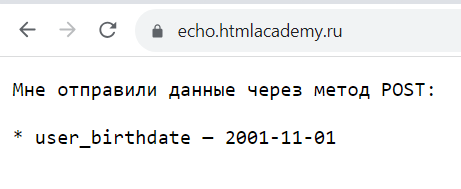 echo.htmlacademy.ru
Мне отправили данные через метод POST:
* user_birthdate — 2001-11-01